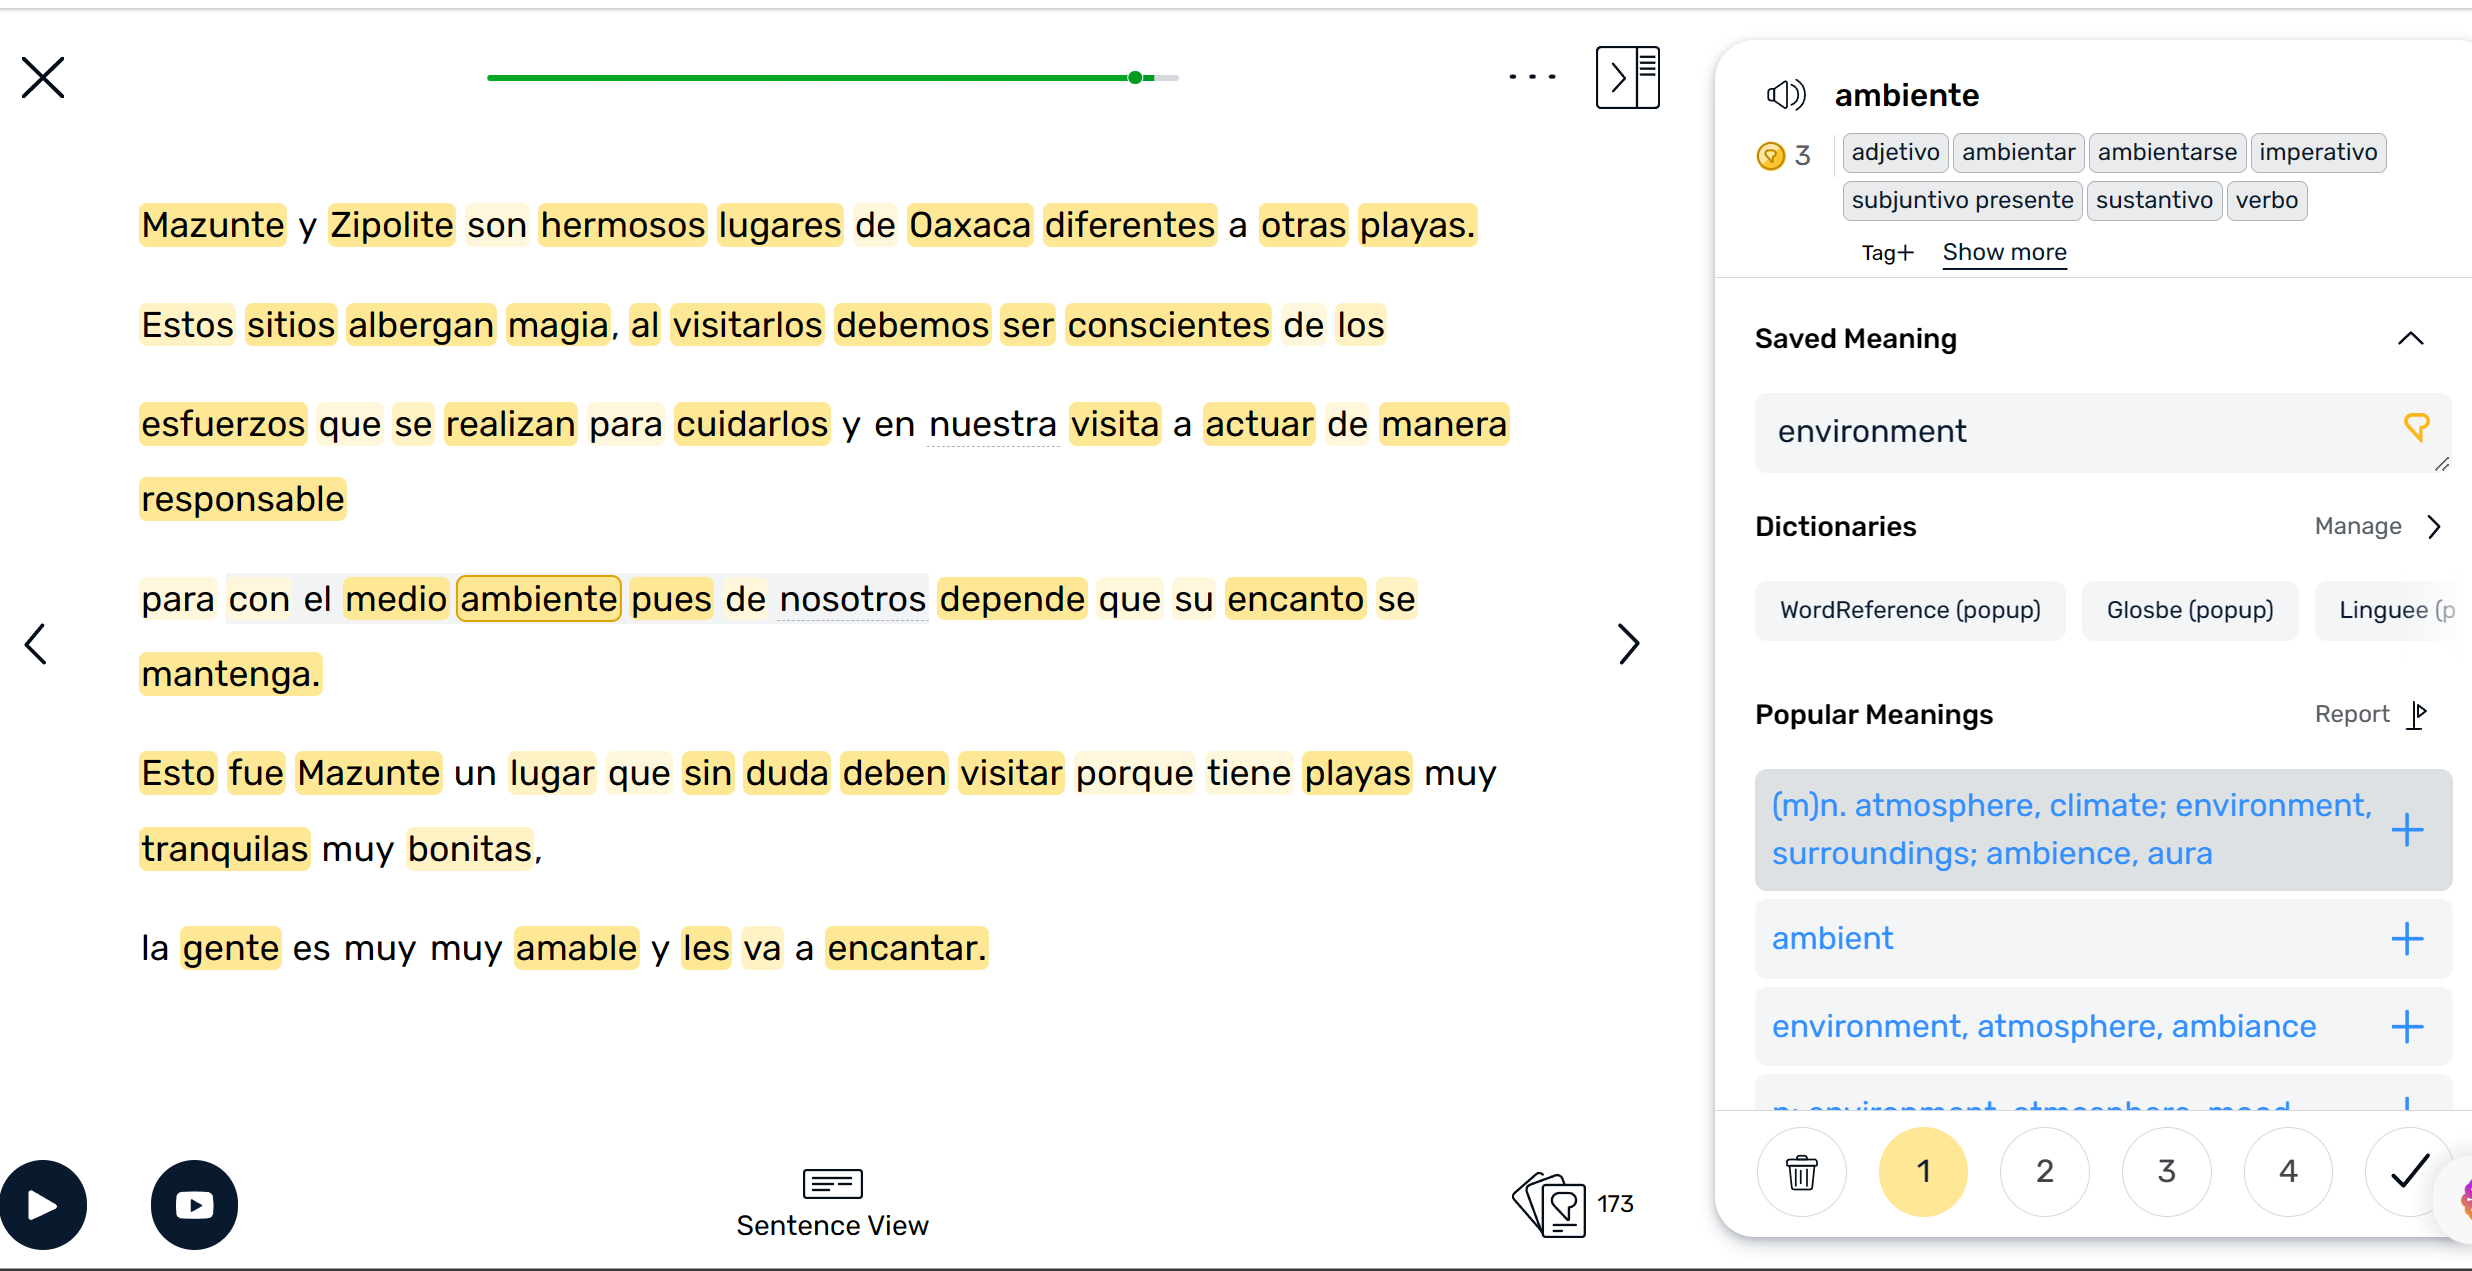 Mazunte y Zipolite son hermosos lugares de Oaxaca diferentes a otras playas.
Estos sitios albergan magia, al visitarlos debemos ser conscientes de los
esfuerzos que se realizan para cuidarlos y en nuestra visita a actuar de manera
responsable
para con el medio ambiente pues de nosotros depende que su encanto se
mantenga.
Esto fue Mazunte un lugar que sin duda deben visitar porque tiene playas muy
tranquilas muy bonitas,
la gente es muy muy amable y les va a encantar.
Sentence View
173
ambiente
3
adjetivo ambientar ambientarse imperativo
subjuntivo presente sustantivo verbo
Tag+ Show more
Saved Meaning
environment
Dictionaries Manage
WordReference (popup) Glosbe (popup) Linguee (p
Popular Meanings Report
(m)n. atmosphere, climate; environment,
surroundings; ambience, aura
ambient
environment, atmosphere, ambiance
n: environment, atmosphere, mood
1 2 3 4